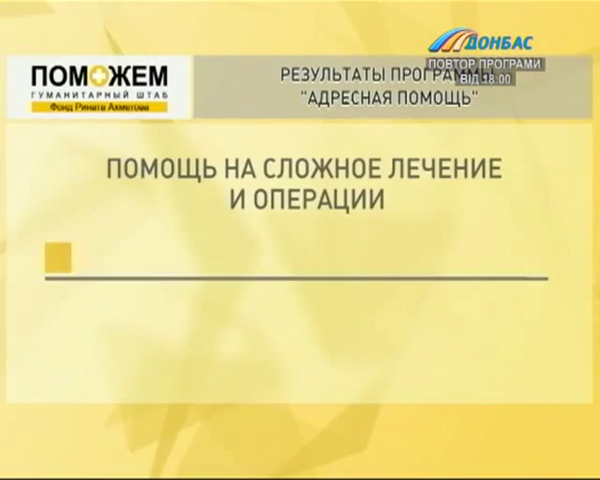 ПОМОЖЕМ
ГУМАНИТАРНЫЙ ШТАБ
Фонд Рината Ахметова
РЕЗУЛЬТАТЫ ПРОГРАММЫ
"АДРЕСНАЯ ПОМОЩЬ"
ДОНБАС
ПОВТОР ПРОГРАМИ
ВІД 18:00
ПОМОЩЬ НА СЛОЖНОЕ ЛЕЧЕНИЕ
И ОПЕРАЦИИ